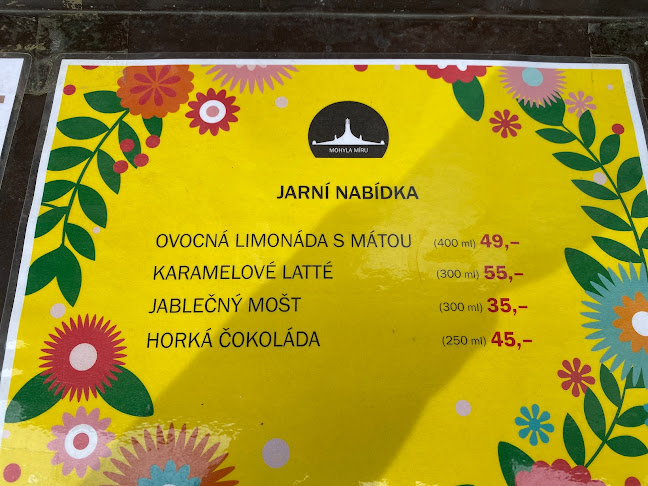 MOHYLA MÍRU
JARNÍ NABÍDKA
OVOCNÁ LIMONÁDA S MÁTOU (400 ml) 49,–
KARAMELOVÉ LATTÉ (300 ml) 55,–
JABLEČNÝ MOŠT (300 ml) 35,–
HORKÁ ČOKOLÁDA (250 ml) 45,–